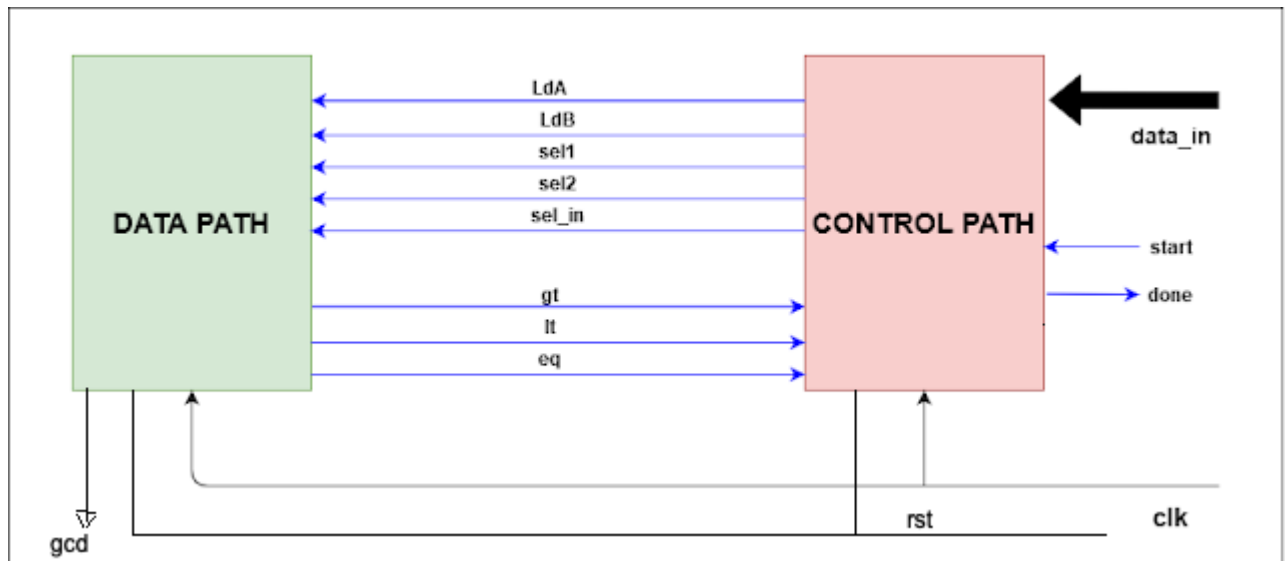 LdA
LdB
data_in
sel1
sel2
sel_in
DATA PATH
CONTROL PATH
start
gt
done
lt
eq
rst
clk
gcd